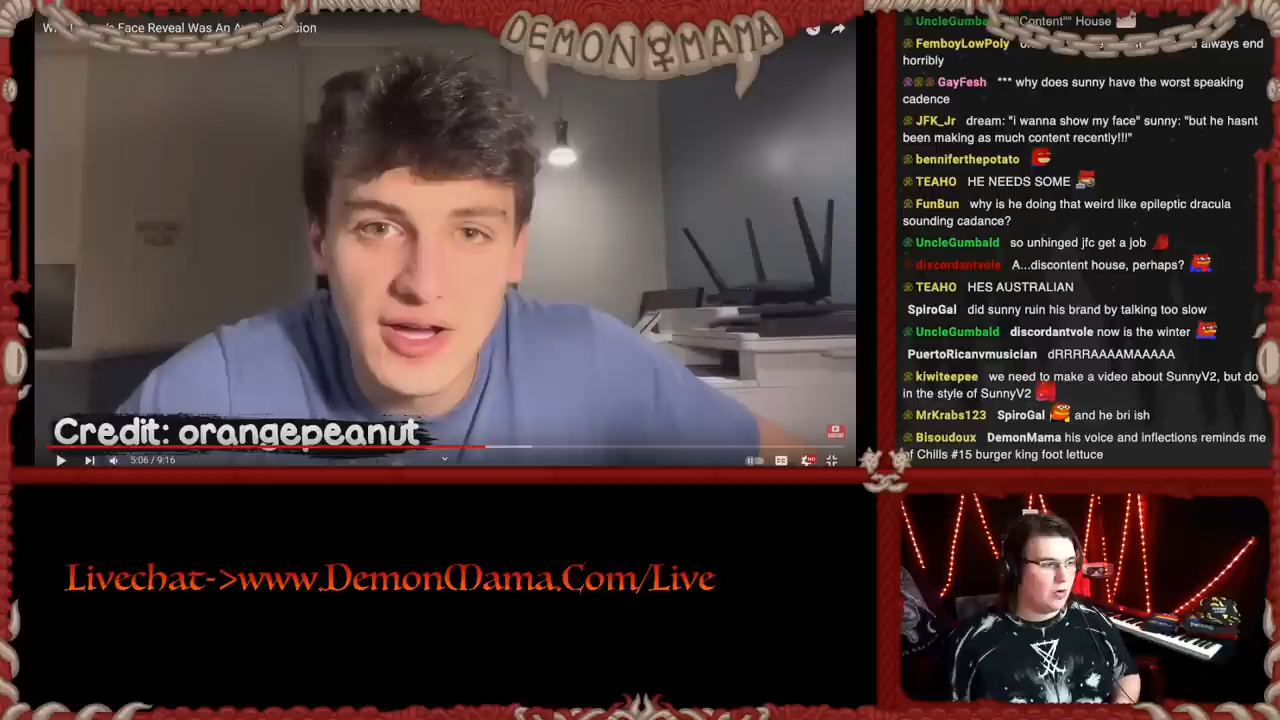 Face Reveal Was An
DEMON MAMA
Credit: orangepeanut
5:06 / 9:16
CC
HD
Livechat->www.DemonMama.Com/Live
UncleGumba ""Content"" House
FemboyLowPoly always end
horribly
GayFesh *** why does sunny have the worst speaking
cadence
JFK_Jr dream: "i wanna show my face" sunny: "but he hasnt
been making as much content recently!!!"
benniferthepotato
TEAHO HE NEEDS SOME
FunBun why is he doing that weird like epileptic dracula
sounding cadance?
UncleGumbald so unhinged jfc get a job
discordantvole A...discontent house, perhaps?
TEAHO HES AUSTRALIAN
SpiroGal did sunny ruin his brand by talking too slow
UncleGumbald discordantvole now is the winter
PuertoRicanvmusician dRRRRAAAAMAAAAA
kiwiteepee we need to make a video about SunnyV2, but do
in the style of SunnyV2
MrKrabs123 SpiroGal and he bri ish
Bisoudoux DemonMama his voice and inflections reminds me
of Chills #15 burger king foot lettuce